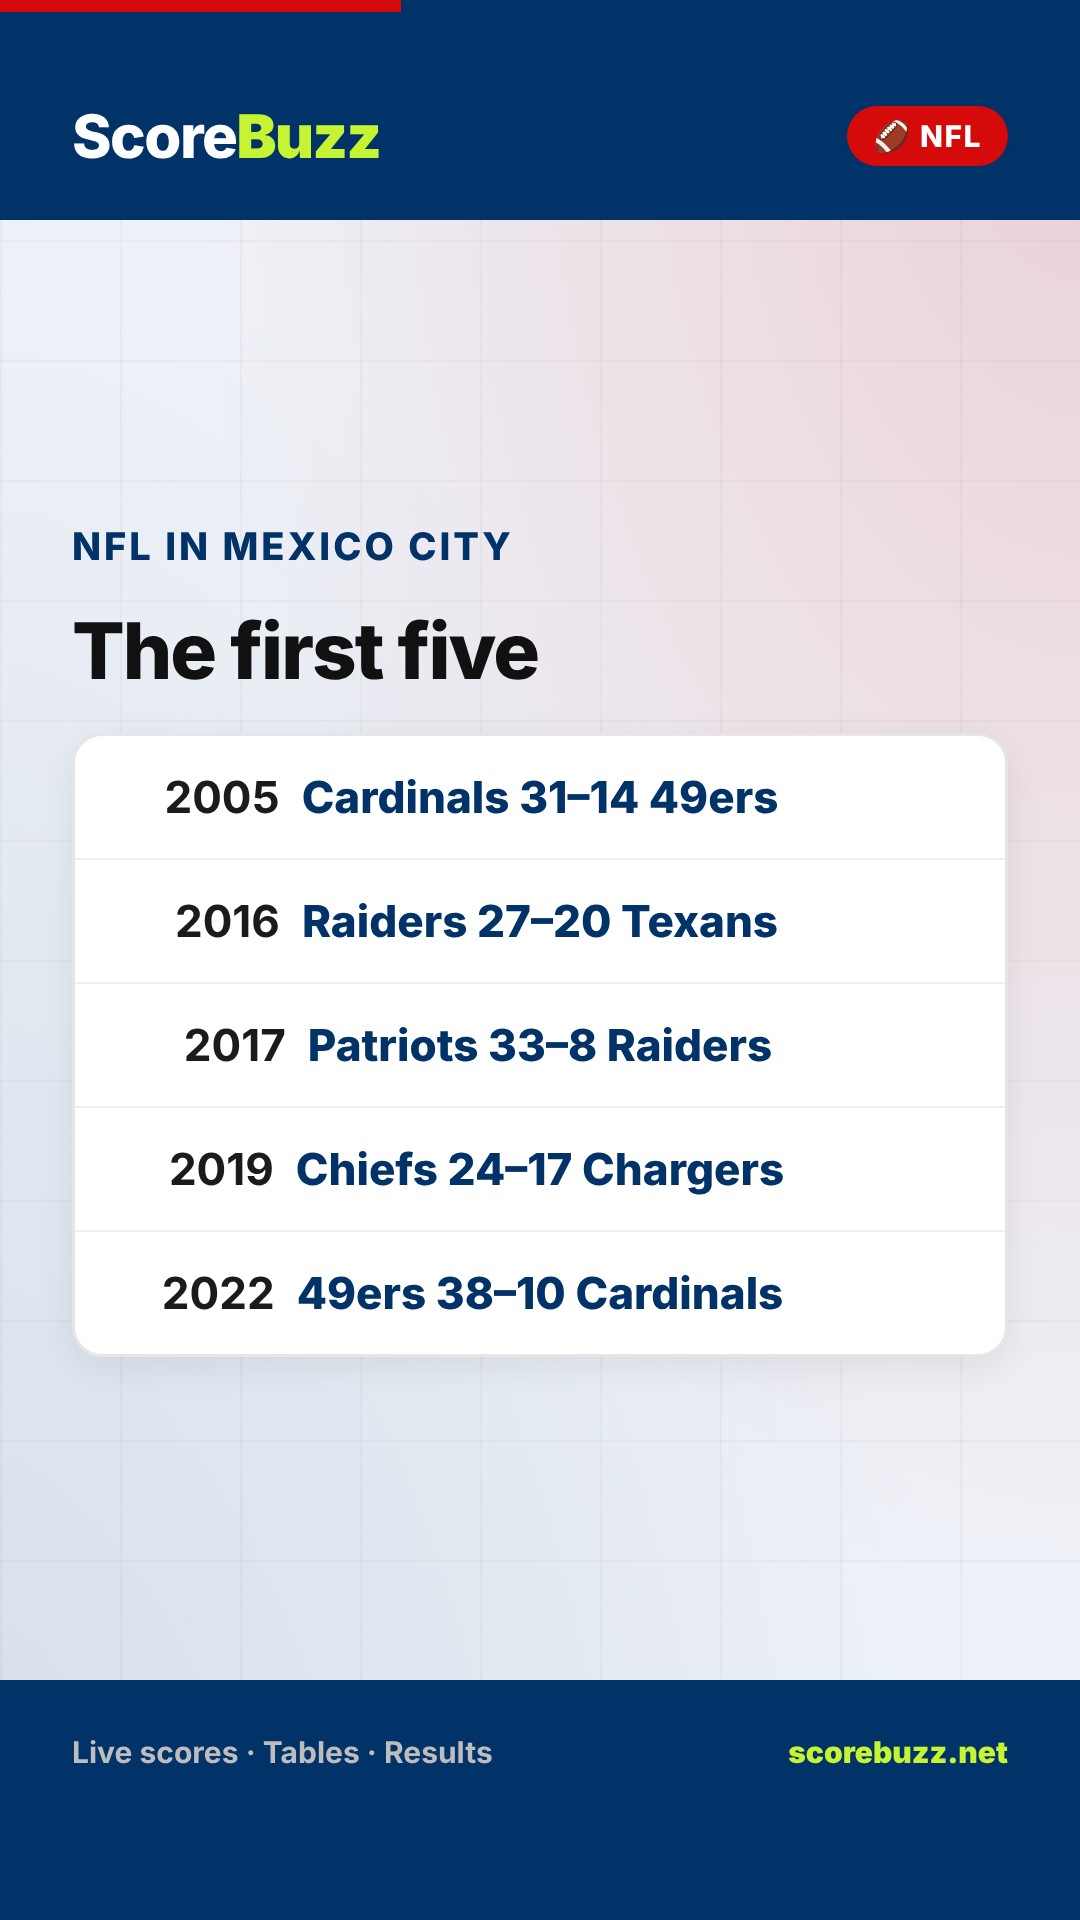 ScoreBuzz
🏈 NFL
NFL IN MEXICO CITY
The first five
2005 Cardinals 31–14 49ers
2016 Raiders 27–20 Texans
2017 Patriots 33–8 Raiders
2019 Chiefs 24–17 Chargers
2022 49ers 38–10 Cardinals
Live scores · Tables · Results
scorebuzz.net